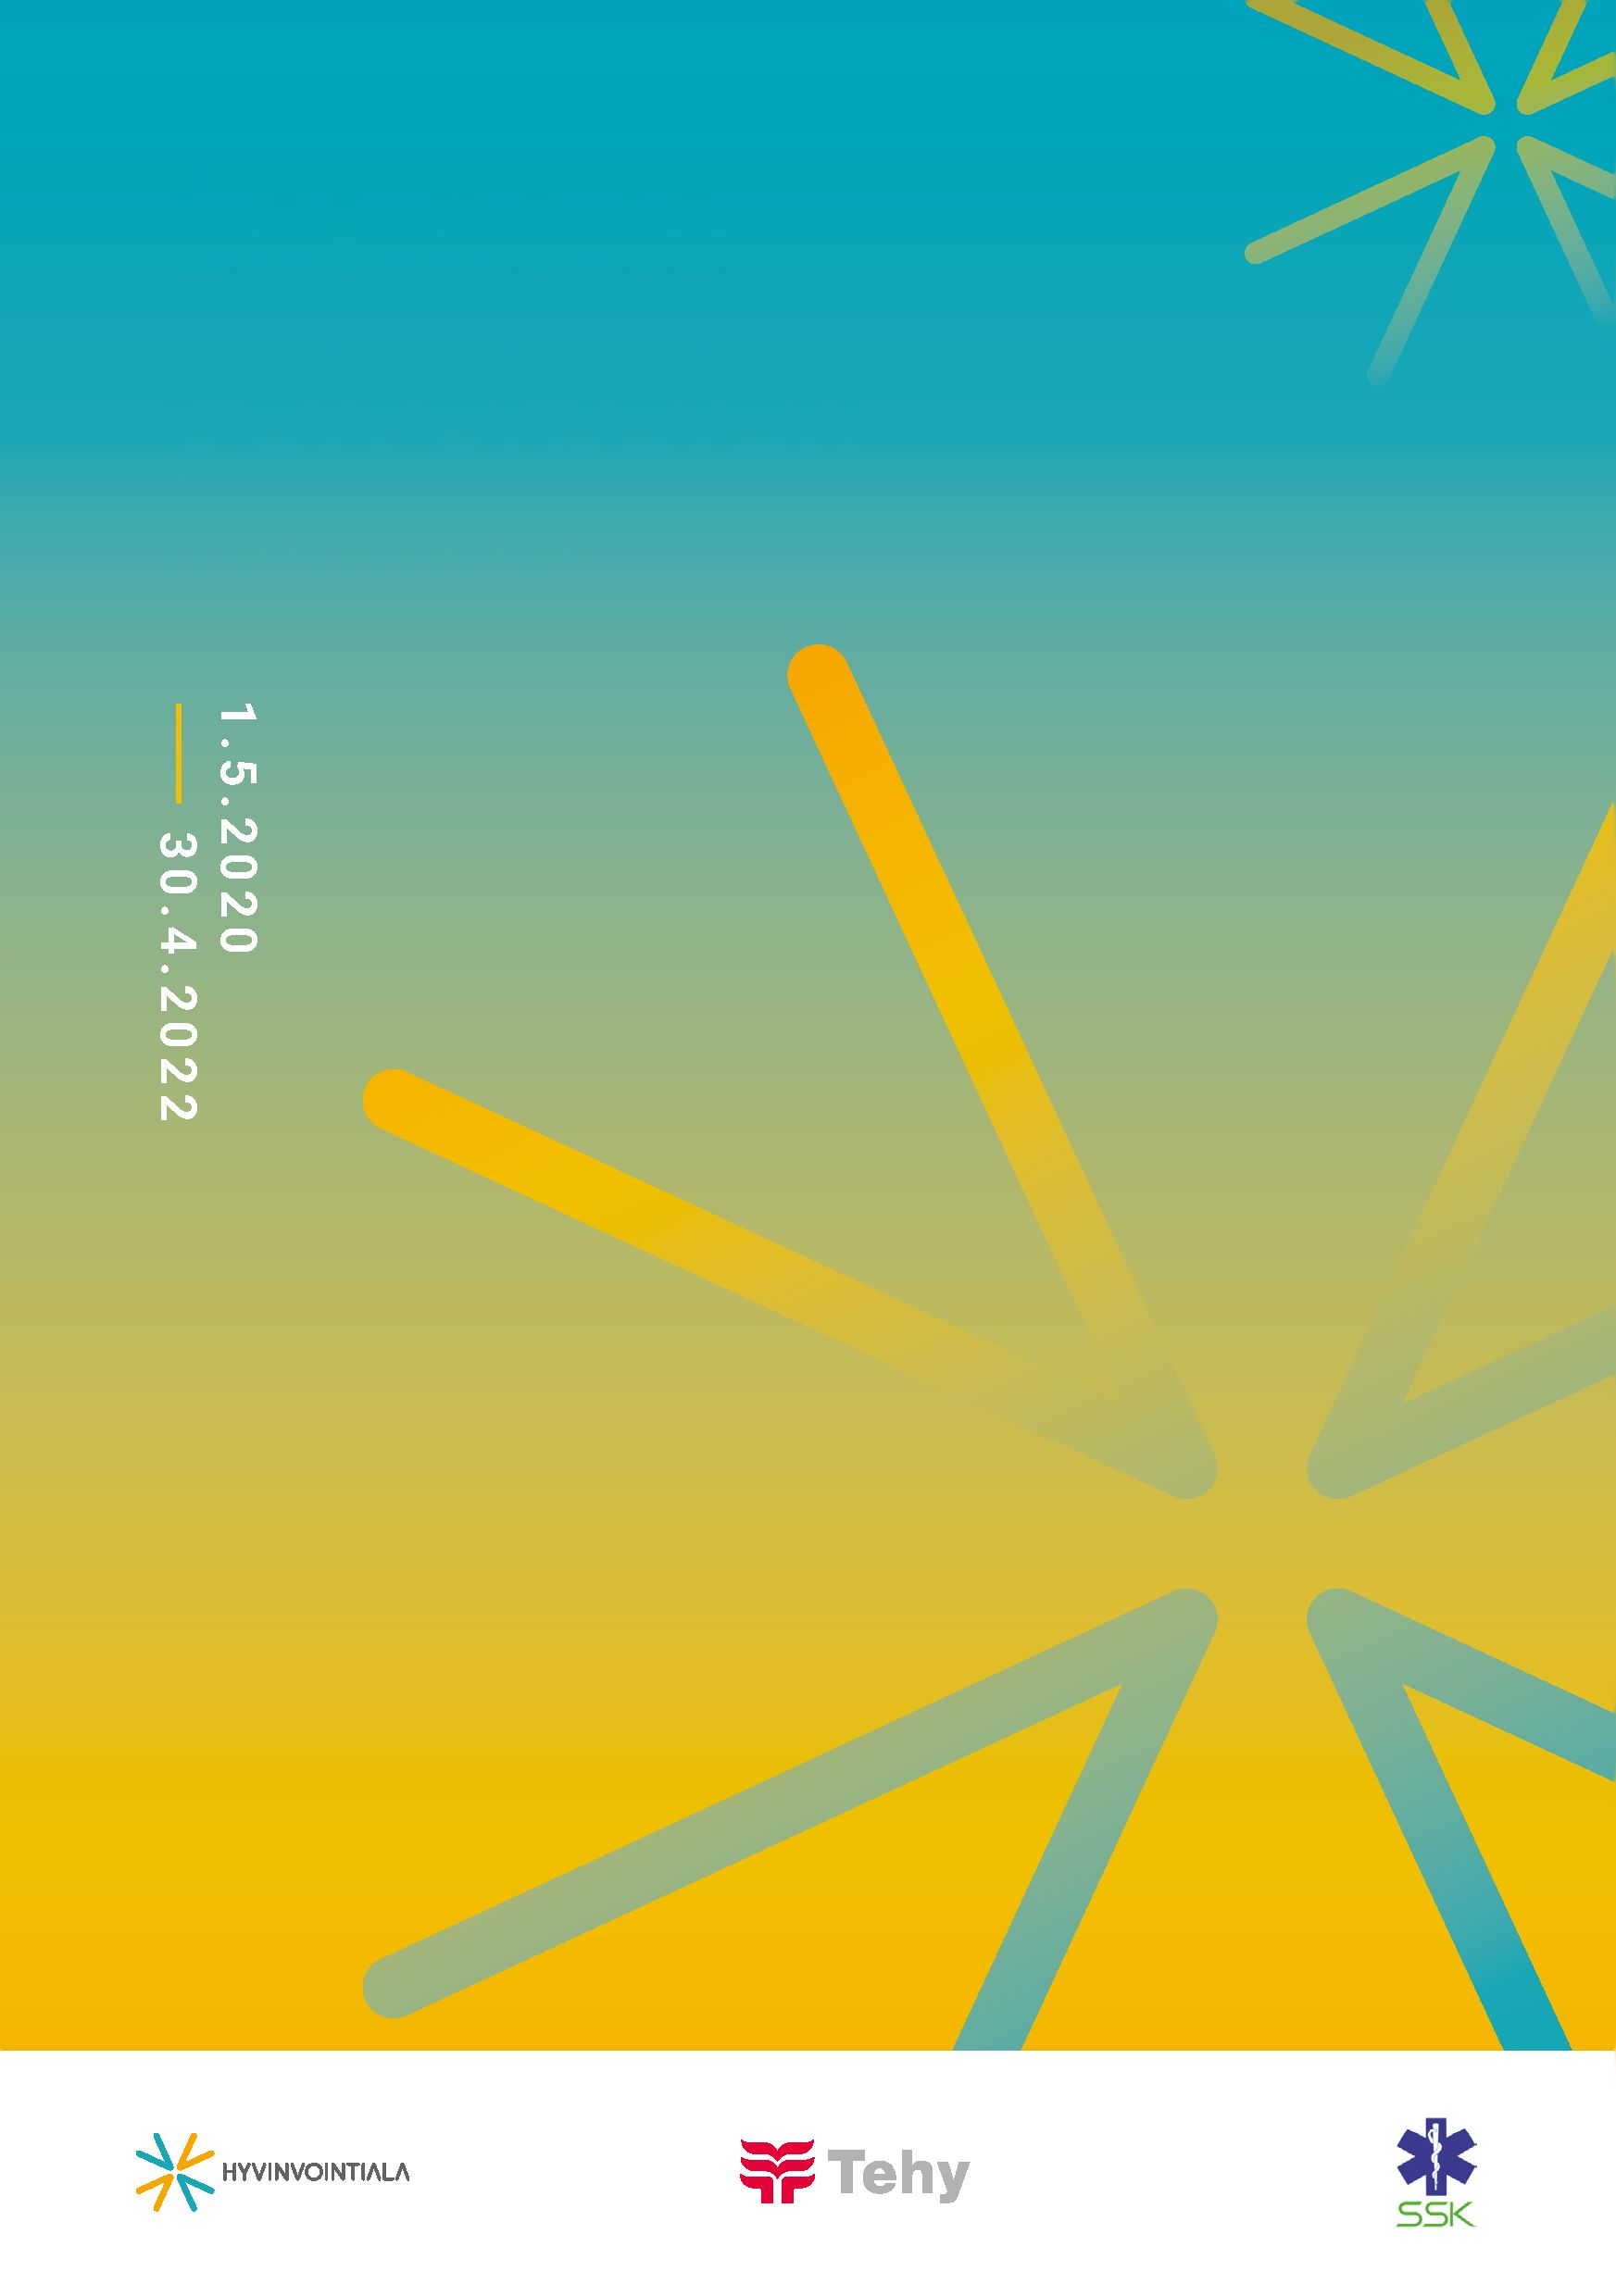 1.5.2020
— 30.4.2022
HYVINVOINTIALA
Tehy
SSK